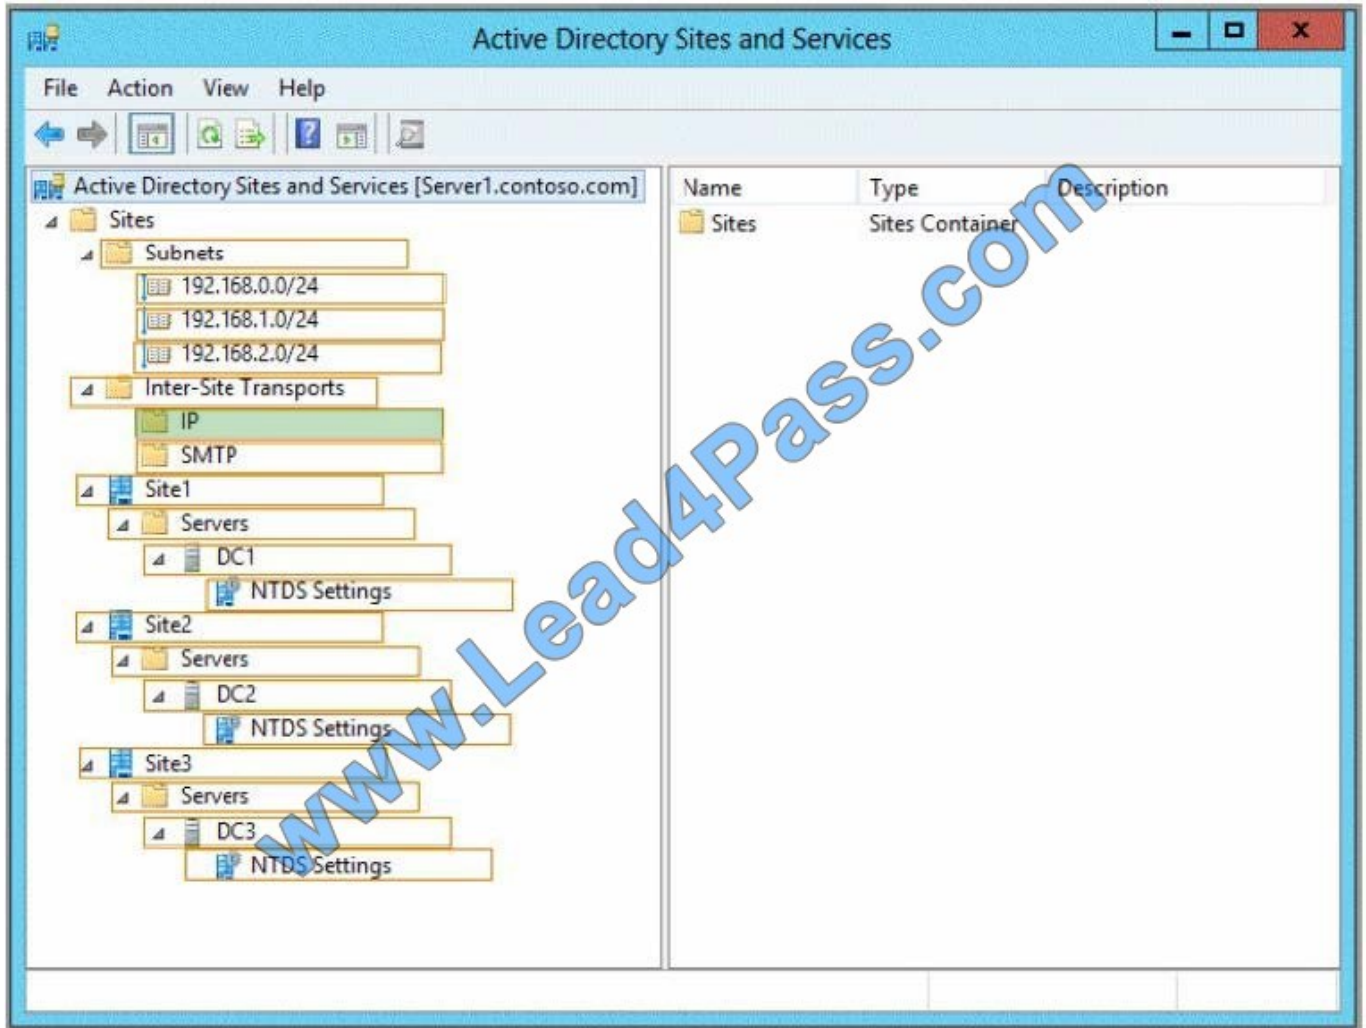 Active Directory Sites and Services
File Action View Help
Active Directory Sites and Services [Server1.contoso.com]
Sites
Subnets
192.168.0.0/24
192.168.1.0/24
192.168.2.0/24
Inter-Site Transports
IP
SMTP
Site1
Servers
DC1
NTDS Settings
Site2
Servers
DC2
NTDS Settings
Site3
Servers
DC3
NTDS Settings
Name Type Description
Sites Sites Container
www.Lead4Pass.com